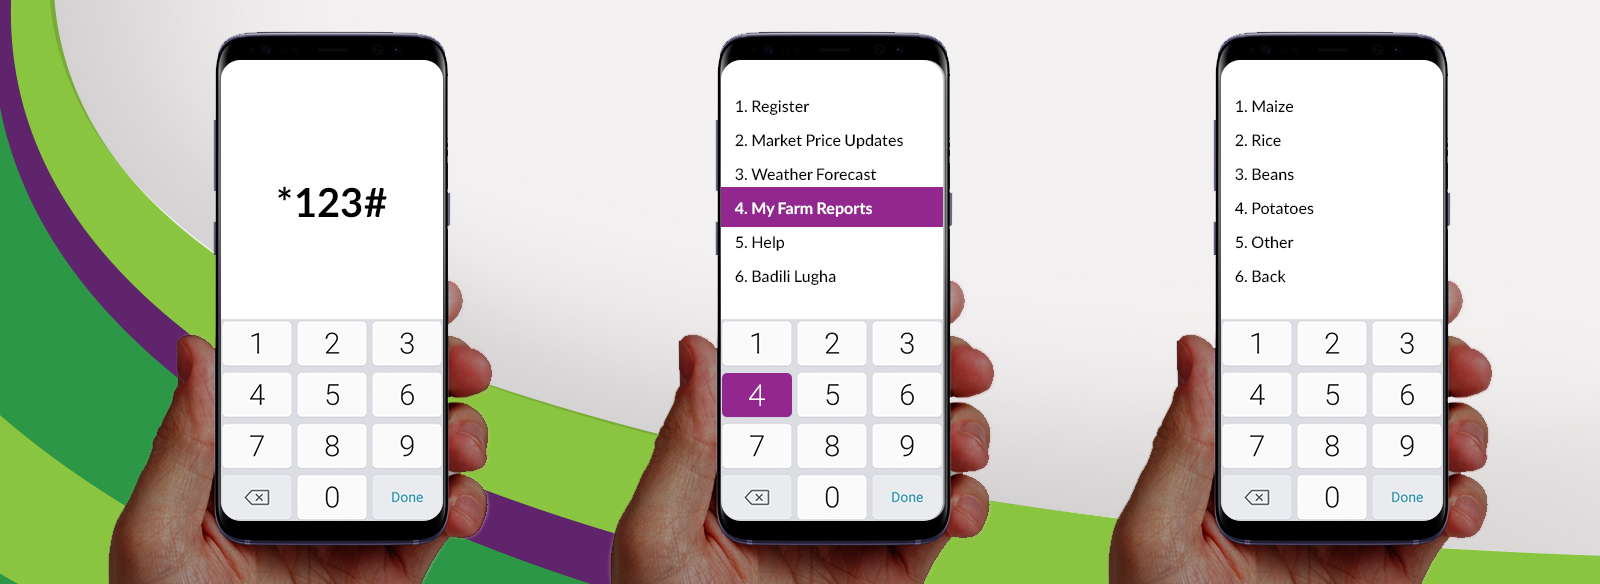 *123#
1 2 3
4 5 6
7 8 9
0 Done
1. Register
2. Market Price Updates
3. Weather Forecast
4. My Farm Reports
5. Help
6. Badili Lugha
1 2 3
4 5 6
7 8 9
0 Done
1. Maize
2. Rice
3. Beans
4. Potatoes
5. Other
6. Back
1 2 3
4 5 6
7 8 9
0 Done